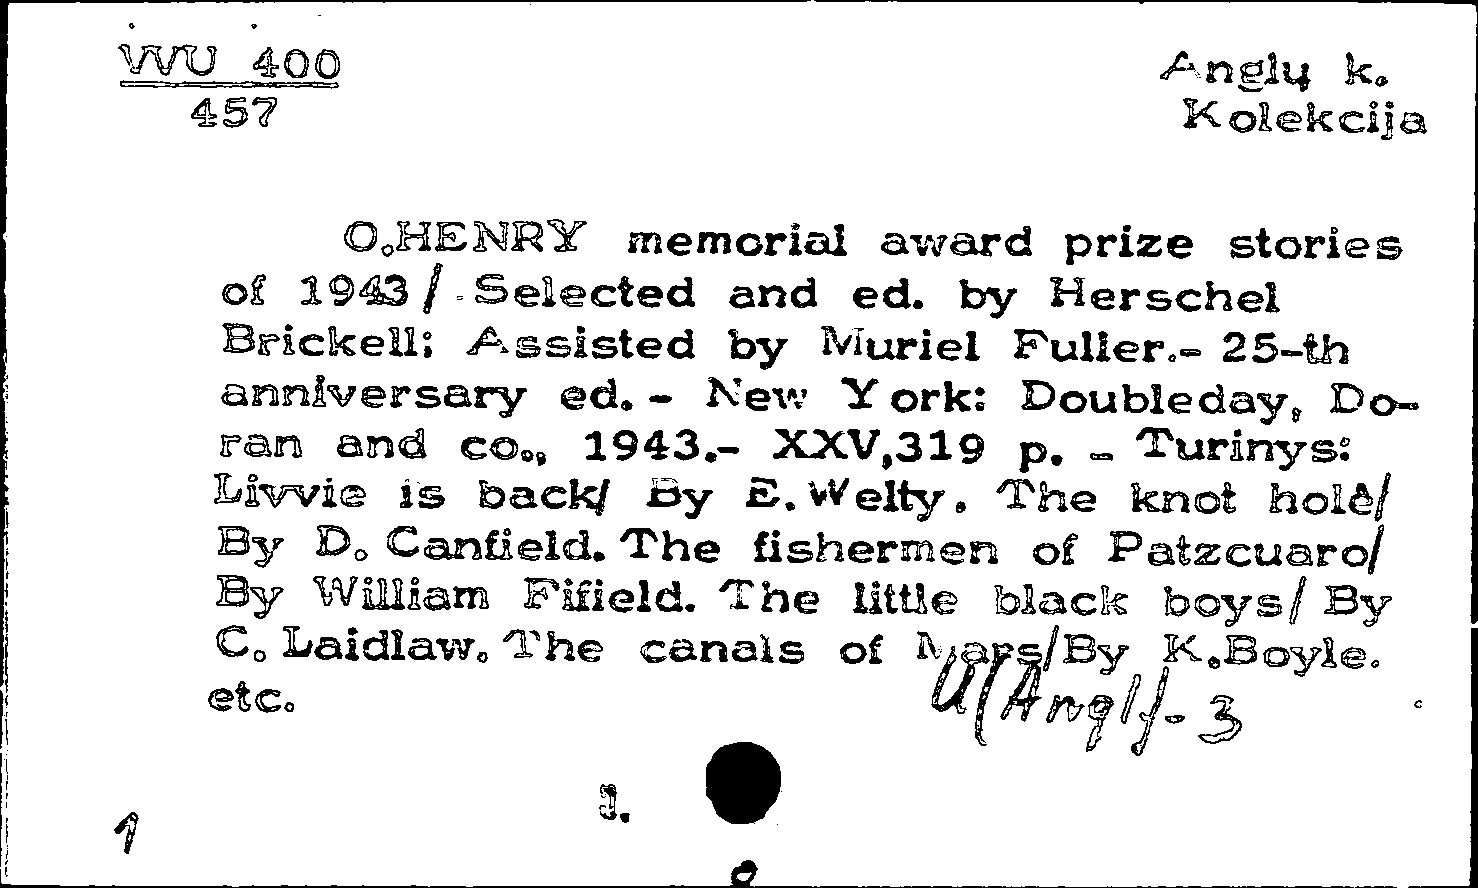 VVU 400
457
Anglų k.
Kolekcija
O.HENRY memorial award prize stories
of 1943/ Selected and ed. by Herschel
Brickell; Assisted by Muriel Fuller.- 25-th
anniversary ed. - New York: Doubleday, Do-
ran and co., 1943.- XXV,319 p. - Turinys:
Livvie is back/ By E.Welty. The knot hole/
By D. Canfield. The fishermen of Patzcuaro/
By William Fifield. The little black boys/ By
C. Laidlaw. The canals of Mars/By K.Boyle.
etc.
U(Angl)-3
J.
1